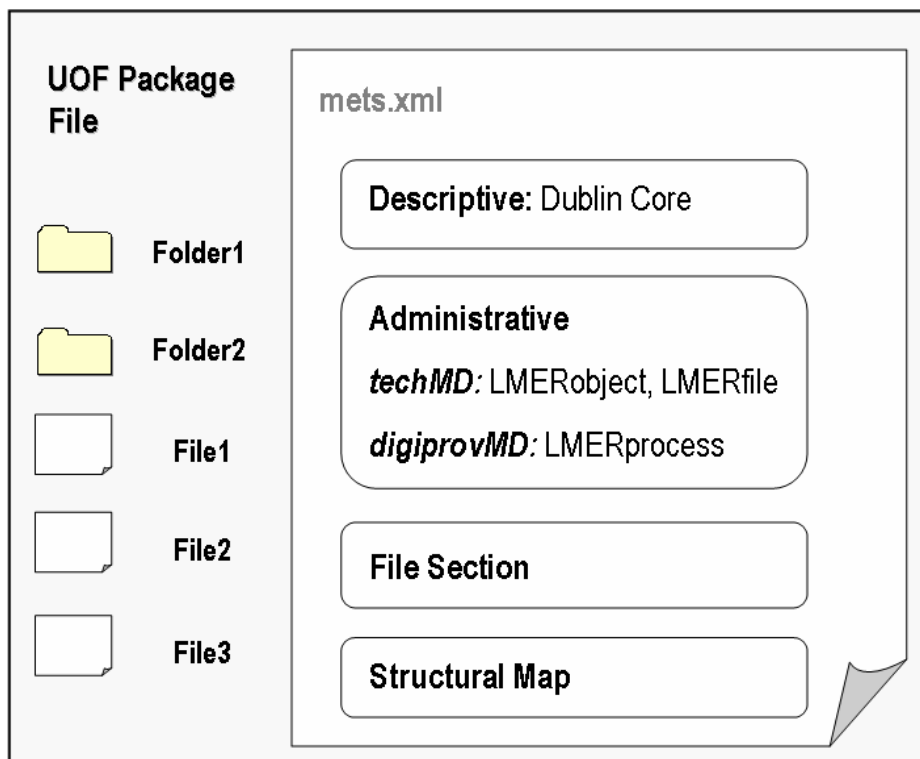 UOF Package
File
Folder1
Folder2
File1
File2
File3
mets.xml
Descriptive: Dublin Core
Administrative
techMD: LMERobject, LMERfile
digiprovMD: LMERprocess
File Section
Structural Map